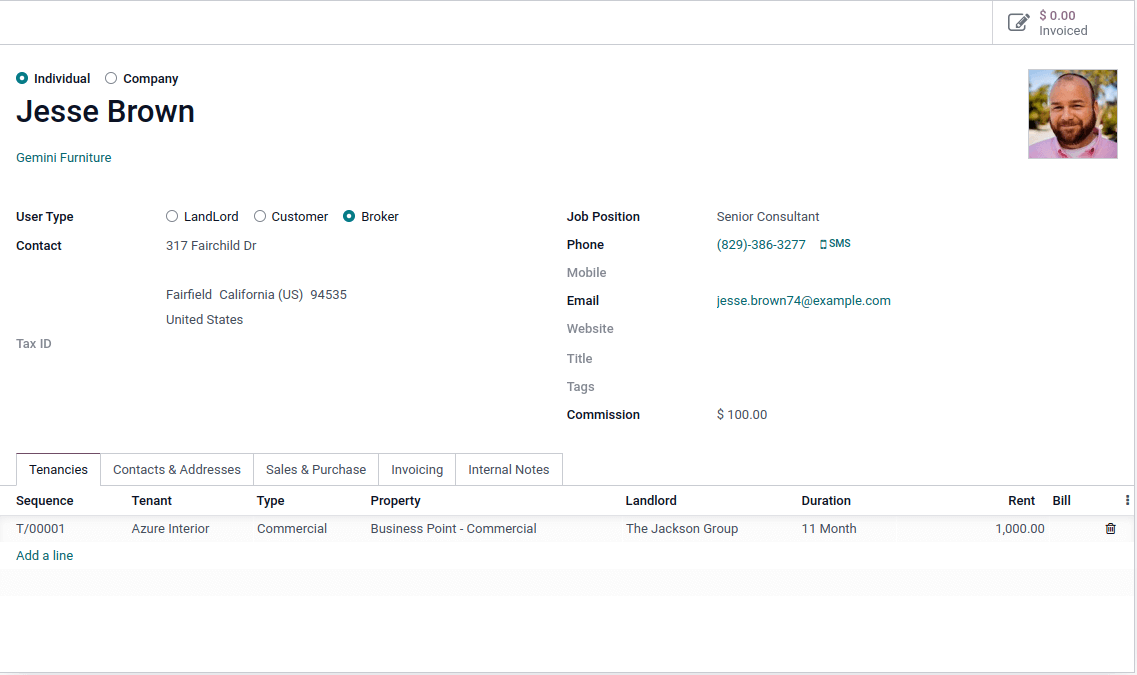 $ 0.00
Invoiced
Individual Company
Jesse Brown
Gemini Furniture
User Type LandLord Customer Broker
Contact 317 Fairchild Dr
Fairfield California (US) 94535
United States
Tax ID
Job Position Senior Consultant
Phone (829)-386-3277 SMS
Mobile
Email jesse.brown74@example.com
Website
Title
Tags
Commission $ 100.00
Tenancies Contacts & Addresses Sales & Purchase Invoicing Internal Notes
Sequence Tenant Type Property Landlord Duration Rent Bill
T/00001 Azure Interior Commercial Business Point - Commercial The Jackson Group 11 Month 1,000.00
Add a line